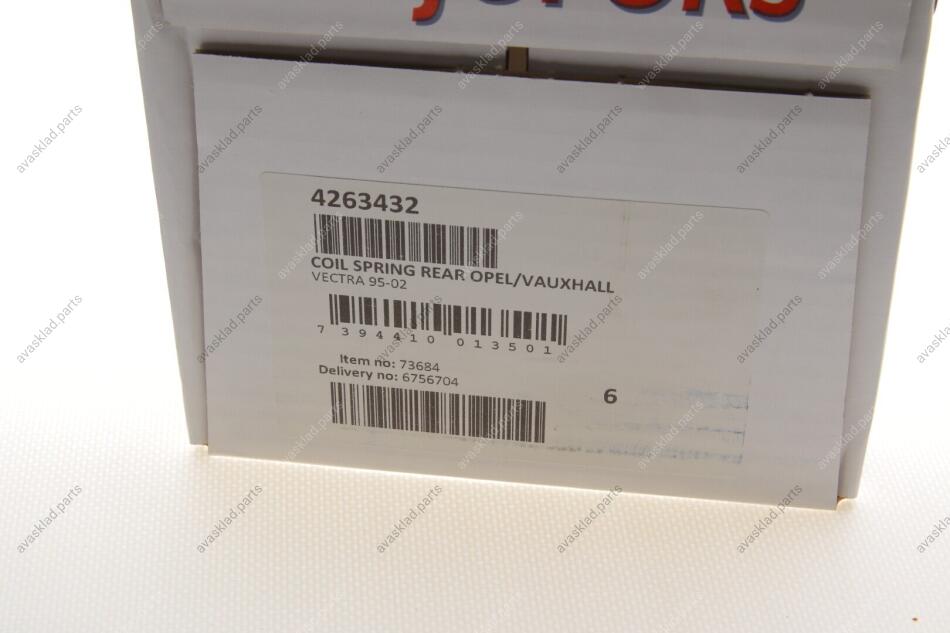 4263432
COIL SPRING REAR OPEL/VAUXHALL
VECTRA 95-02
7 394410 013501
Item no: 73684
Delivery no: 6756704
6
avasklad.parts